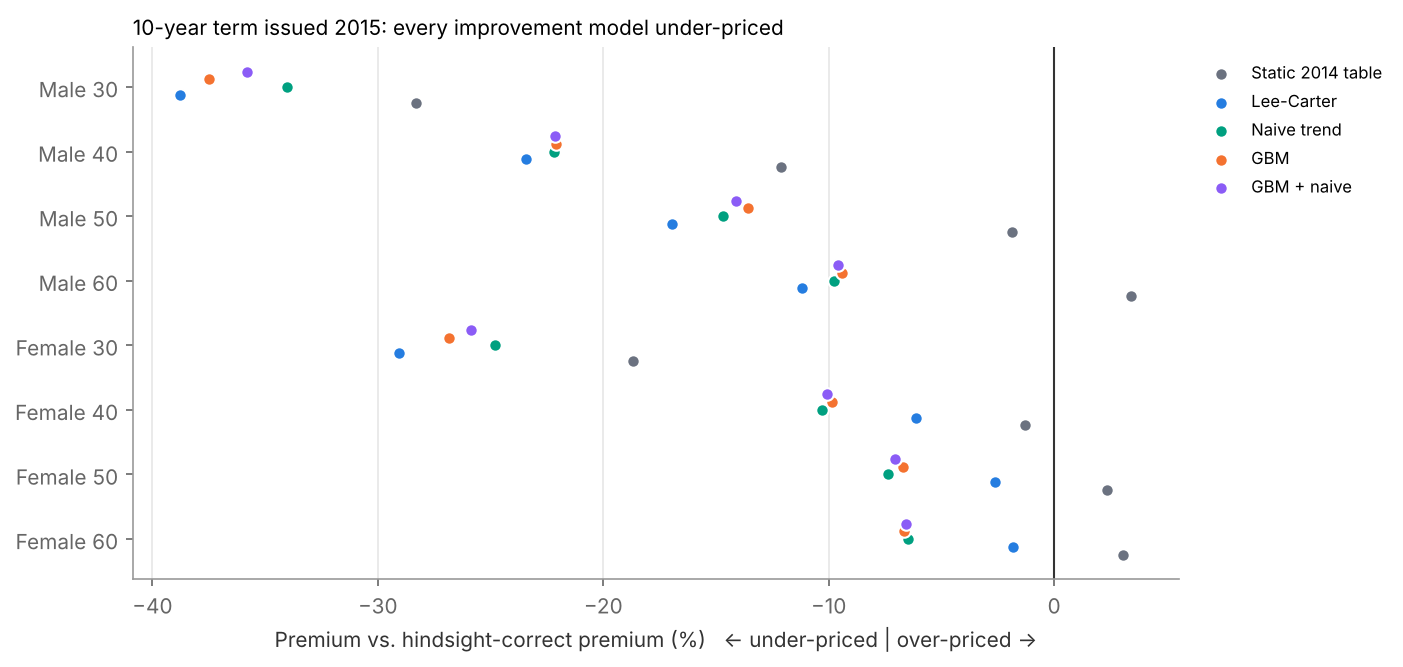 10-year term issued 2015: every improvement model under-priced
Static 2014 table
Lee-Carter
Naive trend
GBM
GBM + naive
Male 30
Male 40
Male 50
Male 60
Female 30
Female 40
Female 50
Female 60
−40 −30 −20 −10 0
Premium vs. hindsight-correct premium (%) ← under-priced | over-priced →